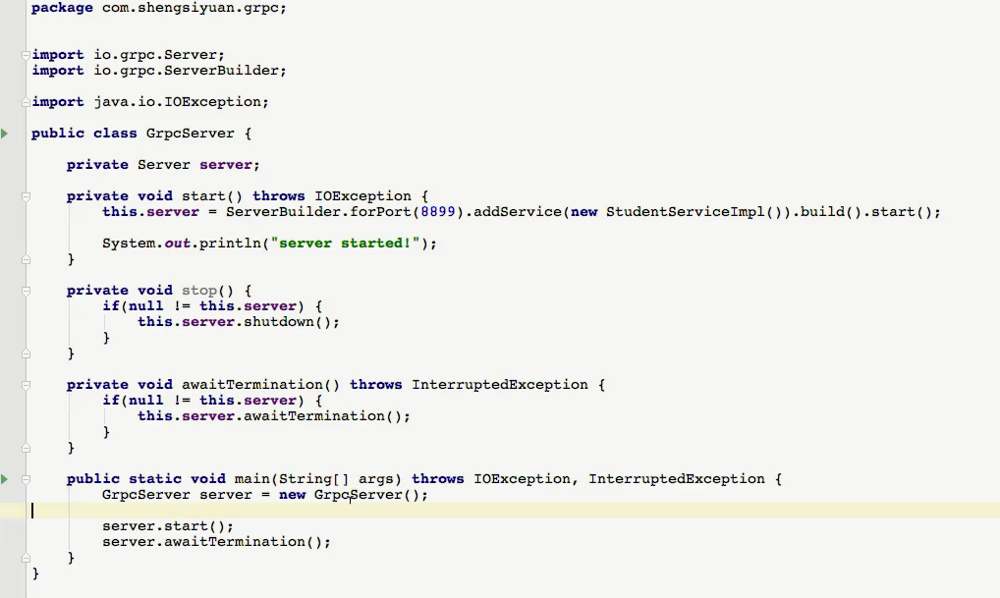 package com.shengsiyuan.grpc;
import io.grpc.Server;
import io.grpc.ServerBuilder;
import java.io.IOException;
public class GrpcServer {
private Server server;
private void start() throws IOException {
this.server = ServerBuilder.forPort(8899).addService(new StudentServiceImpl()).build().start();
System.out.println("server started!");
}
private void stop() {
if(null != this.server) {
this.server.shutdown();
}
}
private void awaitTermination() throws InterruptedException {
if(null != this.server) {
this.server.awaitTermination();
}
}
public static void main(String[] args) throws IOException, InterruptedException {
GrpcServer server = new GrpcServer();
server.start();
server.awaitTermination();
}
}